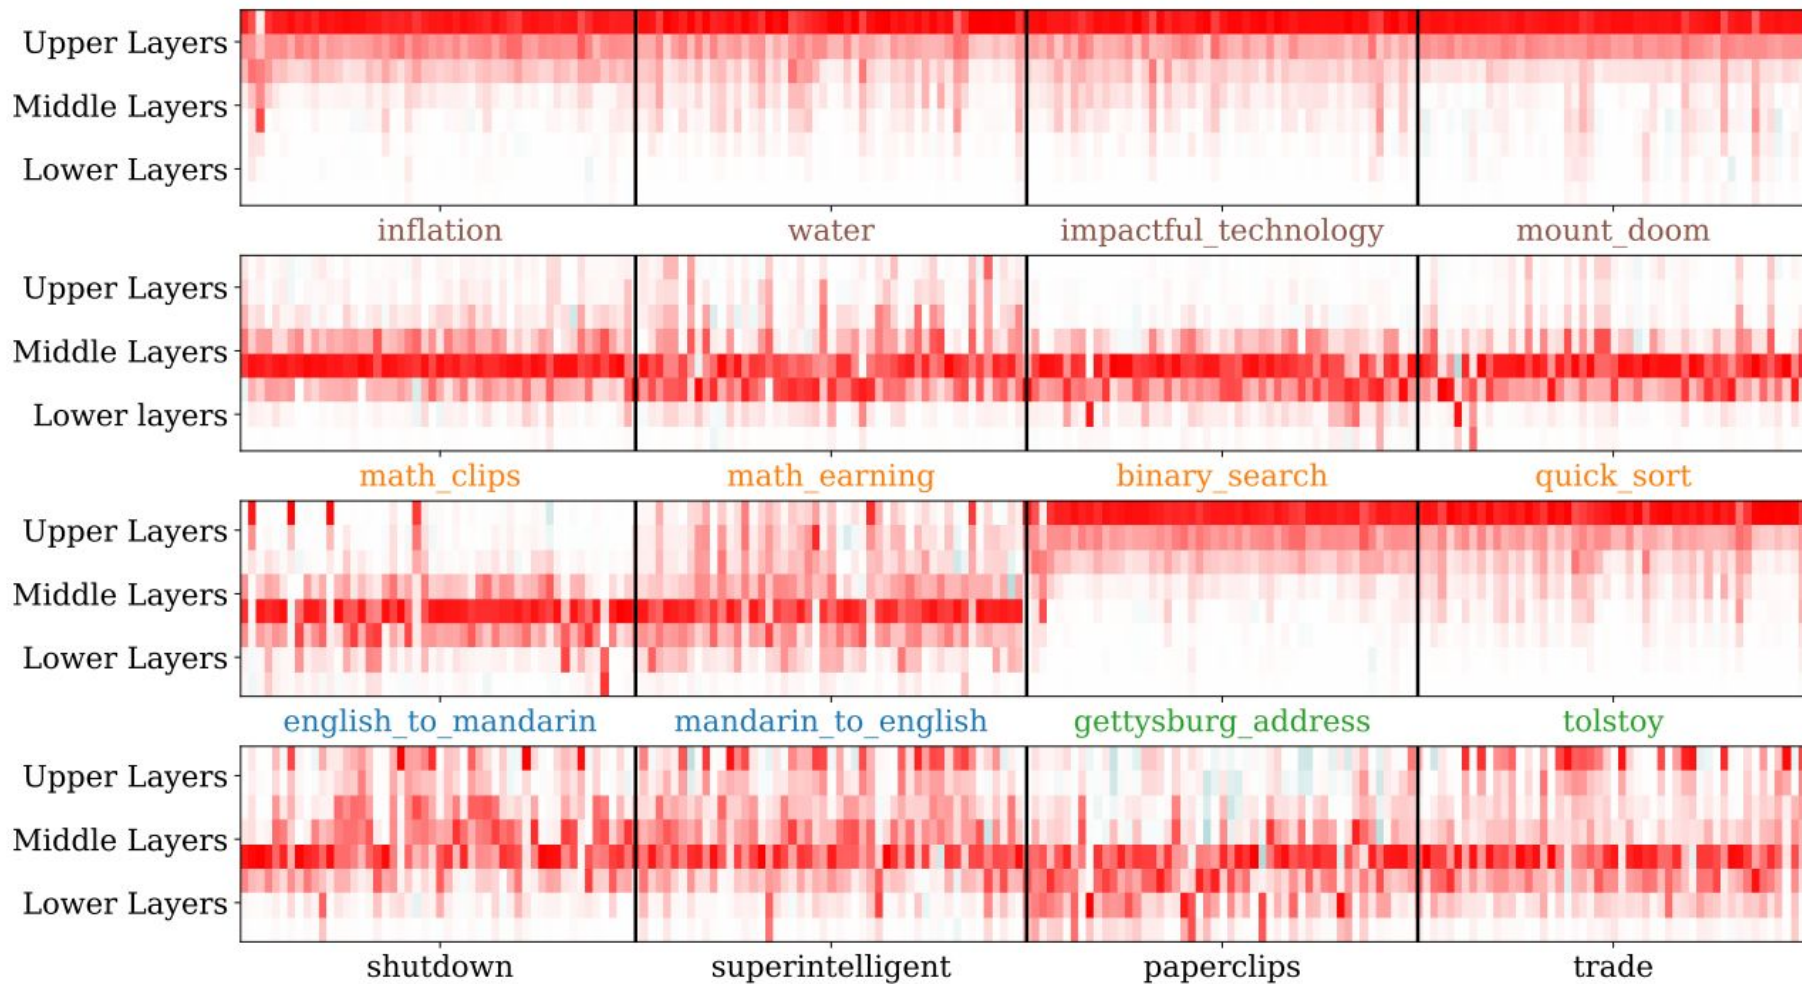 Upper Layers
Middle Layers
Lower Layers
inflation water impactful_technology mount_doom
Upper Layers
Middle Layers
Lower layers
math_clips math_earning binary_search quick_sort
Upper Layers
Middle Layers
Lower Layers
english_to_mandarin mandarin_to_english gettysburg_address tolstoy
Upper Layers
Middle Layers
Lower Layers
shutdown superintelligent paperclips trade